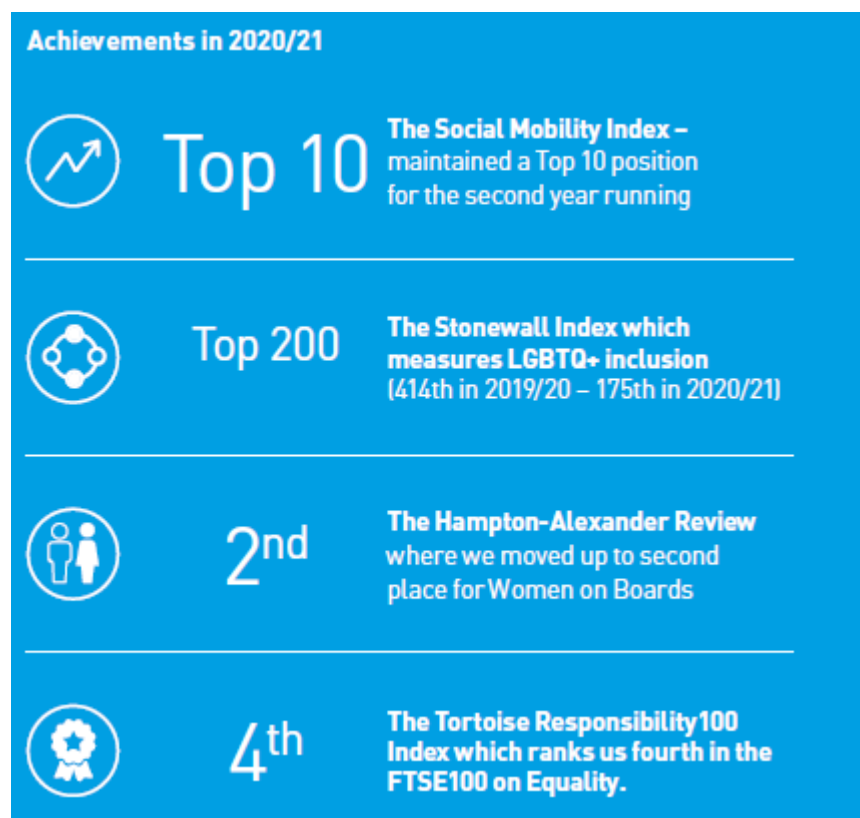 Achievements in 2020/21
Top 10
The Social Mobility Index –
maintained a Top 10 position
for the second year running
Top 200
The Stonewall Index which
measures LGBTQ+ inclusion
(414th in 2019/20 – 175th in 2020/21)
2nd
The Hampton-Alexander Review
where we moved up to second
place for Women on Boards
4th
The Tortoise Responsibility100
Index which ranks us fourth in the
FTSE100 on Equality.